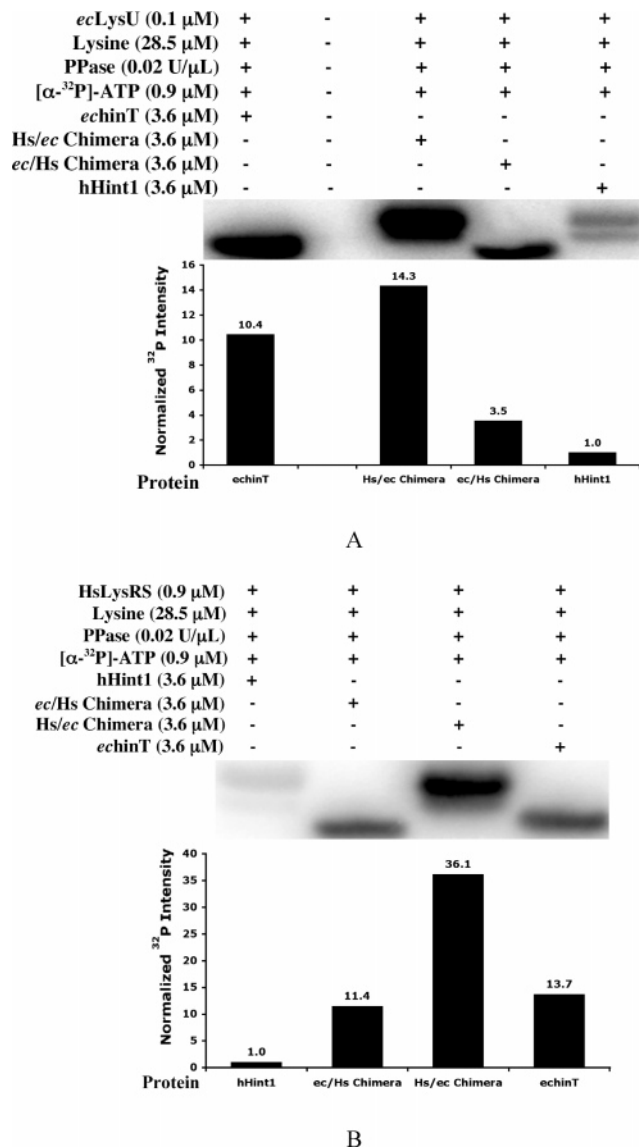 ecLysU (0.1 μM) + - + + +
Lysine (28.5 μM) + - + + +
PPase (0.02 U/μL) + - + + +
[α-³²P]-ATP (0.9 μM) + - + + +
echinT (3.6 μM) + - - - -
Hs/ec Chimera (3.6 μM) - - + - -
ec/Hs Chimera (3.6 μM) - - - + -
hHint1 (3.6 μM) - - - - +
Normalized ³²P Intensity
16
14
12
10
8
6
4
2
0
10.4 14.3 3.5 1.0
Protein echinT Hs/ec Chimera ec/Hs Chimera hHint1
A
HsLysRS (0.9 μM) + + + +
Lysine (28.5 μM) + + + +
PPase (0.02 U/μL) + + + +
[α-³²P]-ATP (0.9 μM) + + + +
hHint1 (3.6 μM) + - - -
ec/Hs Chimera (3.6 μM) - + - -
Hs/ec Chimera (3.6 μM) - - + -
echinT (3.6 μM) - - - +
Normalized ³²P Intensity
40
35
30
25
20
15
10
5
0
1.0 11.4 36.1 13.7
Protein hHint1 ec/Hs Chimera Hs/ec Chimera echinT
B